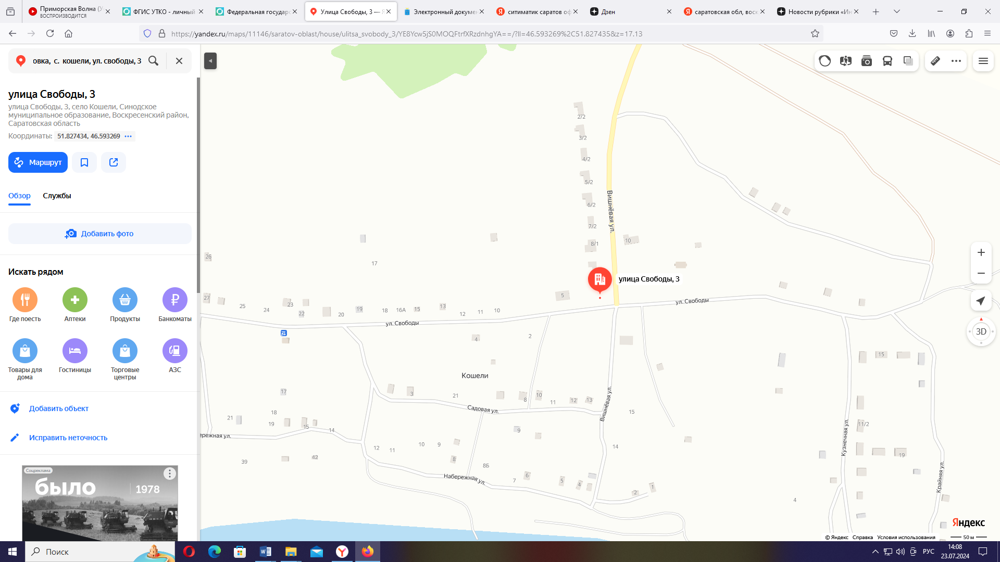 Приморская Волна (У
ВОСПРОИЗВОДИТСЯ
ФГИС УТКО - личный
Федеральная государс
Улица Свободы, 3 — Я
Электронный докумен
ситиматик саратов оф
Дзен
саратовская обл, воск
Новости рубрики «Ин
https://yandex.ru/maps/11146/saratov-oblast/house/ulitsa_svobody_3/YE8Ycw5jS0MOQFtrfXRzdnhgYA==/?ll=46.593269%2C51.827435&z=17.13
овка, с. кошели, ул. свободы, 3
улица Свободы, 3
улица Свободы, 3, село Кошели, Синодское
муниципальное образование, Воскресенский район,
Саратовская область
Координаты: 51.827434, 46.593269
Маршрут
Обзор
Службы
Добавить фото
Искать рядом
Где поесть
Аптеки
Продукты
Банкоматы
Товары для
дома
Гостиницы
Торговые
центры
АЗС
Добавить объект
Исправить неточность
Соцреклама
было
1978
2/2
3/2
4/2
5/2
6/2
7/2
8/1
Вишнёвая ул.
10
17
26
улица Свободы, 3
5
ул. Свободы
27
25
24
23
22
20
19
18
16А
15
13
12
11
10
ул. Свободы
4
2
Кошели
15
17
3
21
8
10
11
12
13
Садовая ул.
Вишнёвая ул.
15
18
21
19
15
14
9
11/2
Кузнечная ул.
ережная ул.
12
11
10
9
14
39
42
8
8Б
19
Набережная ул.
7
6
5
4
2
1
4
Крайняя ул.
3D
Яндекс
© Яндекс Справка Условия использования
50 м
Поиск
РУС
14:08
23.07.2024